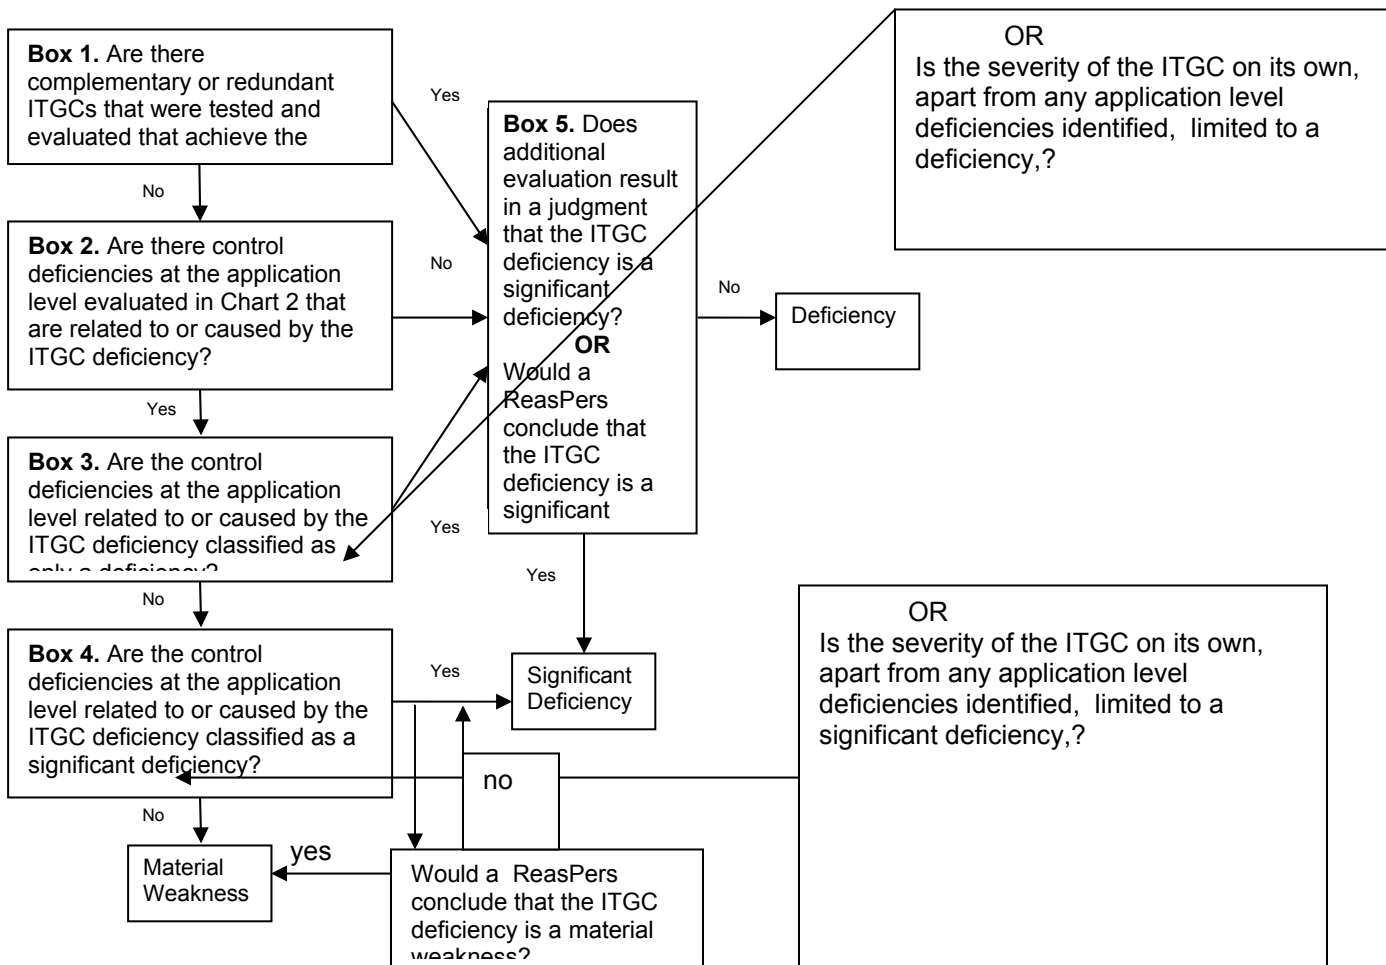 Box 1. Are there
complementary or redundant
ITGCs that were tested and
evaluated that achieve the
Yes
No
Box 2. Are there control
deficiencies at the application
level evaluated in Chart 2 that
are related to or caused by the
ITGC deficiency?
No
Yes
Box 3. Are the control
deficiencies at the application
level related to or caused by the
ITGC deficiency classified as
only a deficiency?
Yes
No
Box 4. Are the control
deficiencies at the application
level related to or caused by the
ITGC deficiency classified as a
significant deficiency?
Yes
No
Material
Weakness
yes
Box 5. Does
additional
evaluation result
in a judgment
that the ITGC
deficiency is a
significant
deficiency?
OR
Would a
ReasPers
conclude that
the ITGC
deficiency is a
significant
No
Deficiency
Yes
Significant
Deficiency
no
Would a ReasPers
conclude that the ITGC
deficiency is a material
weakness?
OR
Is the severity of the ITGC on its own,
apart from any application level
deficiencies identified, limited to a
deficiency,?
OR
Is the severity of the ITGC on its own,
apart from any application level
deficiencies identified, limited to a
significant deficiency,?